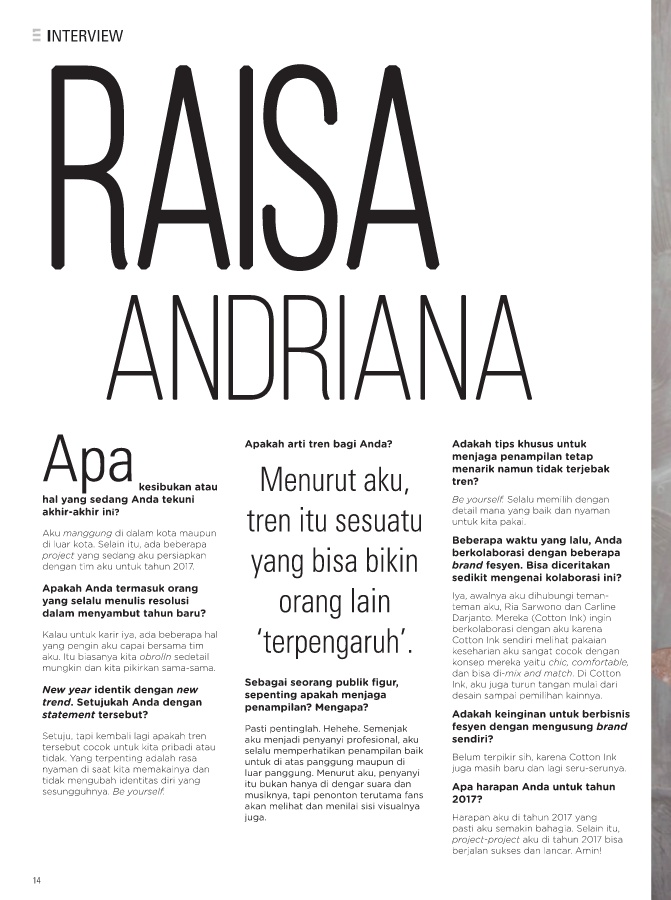 INTERVIEW
RAISA
ANDRIANA
Apa kesibukan atau
hal yang sedang Anda tekuni
akhir-akhir ini?
Aku manggung di dalam kota maupun
di luar kota. Selain itu, ada beberapa
project yang sedang aku persiapkan
dengan tim aku untuk tahun 2017.
Apakah Anda termasuk orang
yang selalu menulis resolusi
dalam menyambut tahun baru?
Kalau untuk karir iya, ada beberapa hal
yang pengin aku capai bersama tim
aku. Itu biasanya kita obrolin sedetail
mungkin dan kita pikirkan sama-sama.
New year identik dengan new
trend. Setujukah Anda dengan
statement tersebut?
Setuju, tapi kembali lagi apakah tren
tersebut cocok untuk kita pribadi atau
tidak. Yang terpenting adalah rasa
nyaman di saat kita memakainya dan
tidak mengubah identitas diri yang
sesungguhnya. Be yourself.
Apakah arti tren bagi Anda?
Menurut aku,
tren itu sesuatu
yang bisa bikin
orang lain
‘terpengaruh’.
Sebagai seorang publik figur,
sepenting apakah menjaga
penampilan? Mengapa?
Pasti pentinglah. Hehehe. Semenjak
aku menjadi penyanyi profesional, aku
selalu memperhatikan penampilan baik
untuk di atas panggung maupun di
luar panggung. Menurut aku, penyanyi
itu bukan hanya di dengar suara dan
musiknya, tapi penonton terutama fans
akan melihat dan menilai sisi visualnya
juga.
Adakah tips khusus untuk
menjaga penampilan tetap
menarik namun tidak terjebak
tren?
Be yourself. Selalu memilih dengan
detail mana yang baik dan nyaman
untuk kita pakai.
Beberapa waktu yang lalu, Anda
berkolaborasi dengan beberapa
brand fesyen. Bisa diceritakan
sedikit mengenai kolaborasi ini?
Iya, awalnya aku dihubungi teman-
teman aku, Ria Sarwono dan Carline
Darjanto. Mereka (Cotton Ink) ingin
berkolaborasi dengan aku karena
Cotton Ink sendiri melihat pakaian
keseharian aku sangat cocok dengan
konsep mereka yaitu chic, comfortable,
dan bisa di-mix and match. Di Cotton
Ink, aku juga turun tangan mulai dari
desain sampai pemilihan kainnya.
Adakah keinginan untuk berbisnis
fesyen dengan mengusung brand
sendiri?
Belum terpikir sih, karena Cotton Ink
juga masih baru dan lagi seru-serunya.
Apa harapan Anda untuk tahun
2017?
Harapan aku di tahun 2017 yang
pasti aku semakin bahagia. Selain itu,
project-project aku di tahun 2017 bisa
berjalan sukses dan lancar. Amin!
14